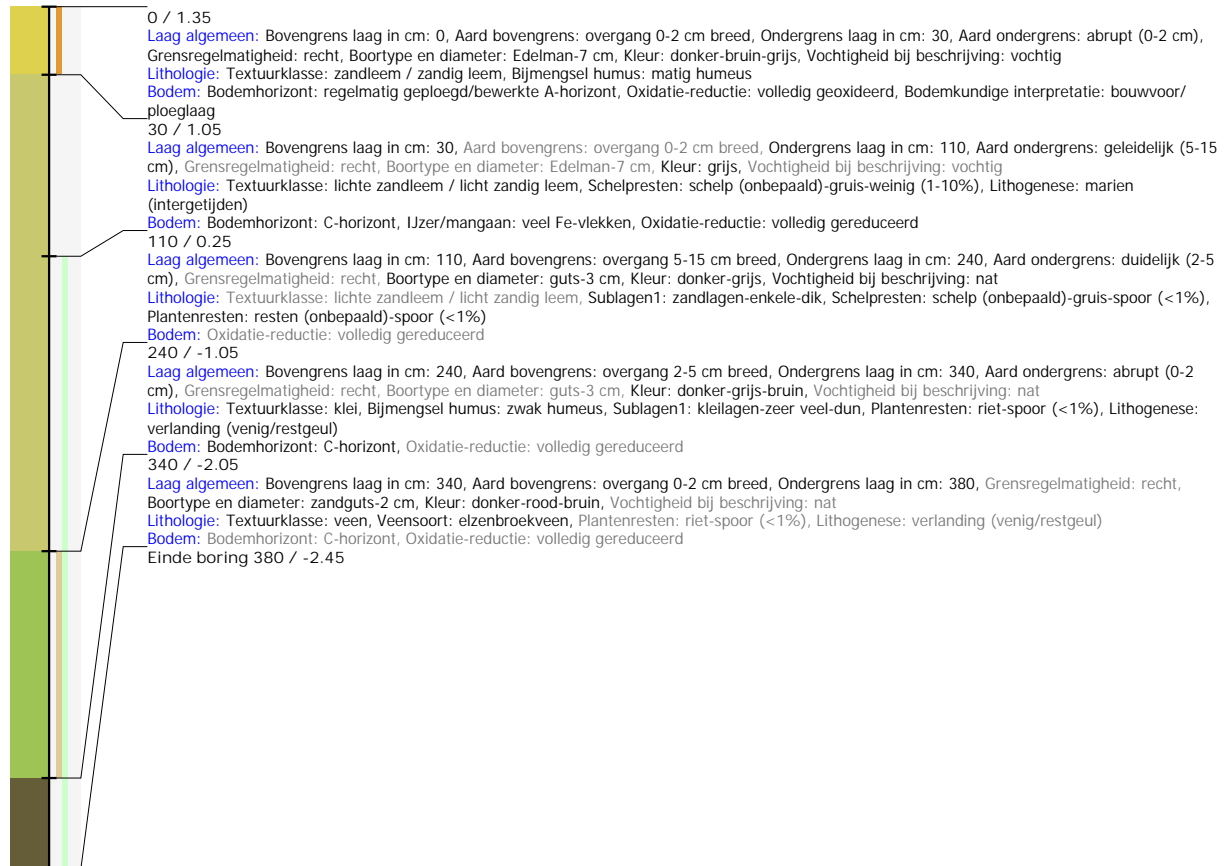 0 / 1.35
Laag algemeen: Bovengrens laag in cm: 0, Aard bovengrens: overgang 0-2 cm breed, Ondergrens laag in cm: 30, Aard ondergrens: abrupt (0-2 cm),
Grensregelmatigheid: recht, Boortype en diameter: Edelman-7 cm, Kleur: donker-bruin-grijs, Vochtigheid bij beschrijving: vochtig
Lithologie: Textuurklasse: zandleem / zandig leem, Bijmengsel humus: matig humeus
Bodem: Bodemhorizont: regelmatig geploegd/bewerkte A-horizont, Oxidatie-reductie: volledig geoxideerd, Bodemkundige interpretatie: bouwvoor/
ploeglaag
30 / 1.05
Laag algemeen: Bovengrens laag in cm: 30, Aard bovengrens: overgang 0-2 cm breed, Ondergrens laag in cm: 110, Aard ondergrens: geleidelijk (5-15
cm), Grensregelmatigheid: recht, Boortype en diameter: Edelman-7 cm, Kleur: grijs, Vochtigheid bij beschrijving: vochtig
Lithologie: Textuurklasse: lichte zandleem / licht zandig leem, Schelpresten: schelp (onbepaald)-gruis-weinig (1-10%), Lithogenese: marien
(intergetijden)
Bodem: Bodemhorizont: C-horizont, IJzer/mangaan: veel Fe-vlekken, Oxidatie-reductie: volledig gereduceerd
110 / 0.25
Laag algemeen: Bovengrens laag in cm: 110, Aard bovengrens: overgang 5-15 cm breed, Ondergrens laag in cm: 240, Aard ondergrens: duidelijk (2-5
cm), Grensregelmatigheid: recht, Boortype en diameter: guts-3 cm, Kleur: donker-grijs, Vochtigheid bij beschrijving: nat
Lithologie: Textuurklasse: lichte zandleem / licht zandig leem, Sublagen1: zandlagen-enkele-dik, Schelpresten: schelp (onbepaald)-gruis-spoor (<1%),
Plantenresten: resten (onbepaald)-spoor (<1%)
Bodem: Oxidatie-reductie: volledig gereduceerd
240 / -1.05
Laag algemeen: Bovengrens laag in cm: 240, Aard bovengrens: overgang 2-5 cm breed, Ondergrens laag in cm: 340, Aard ondergrens: abrupt (0-2
cm), Grensregelmatigheid: recht, Boortype en diameter: guts-3 cm, Kleur: donker-grijs-bruin, Vochtigheid bij beschrijving: nat
Lithologie: Textuurklasse: klei, Bijmengsel humus: zwak humeus, Sublagen1: kleilagen-zeer veel-dun, Plantenresten: riet-spoor (<1%), Lithogenese:
verlanding (venig/restgeul)
Bodem: Bodemhorizont: C-horizont, Oxidatie-reductie: volledig gereduceerd
340 / -2.05
Laag algemeen: Bovengrens laag in cm: 340, Aard bovengrens: overgang 0-2 cm breed, Ondergrens laag in cm: 380, Grensregelmatigheid: recht,
Boortype en diameter: zandguts-2 cm, Kleur: donker-rood-bruin, Vochtigheid bij beschrijving: nat
Lithologie: Textuurklasse: veen, Veensoort: elzenbroekveen, Plantenresten: riet-spoor (<1%), Lithogenese: verlanding (venig/restgeul)
Bodem: Bodemhorizont: C-horizont, Oxidatie-reductie: volledig gereduceerd
Einde boring 380 / -2.45